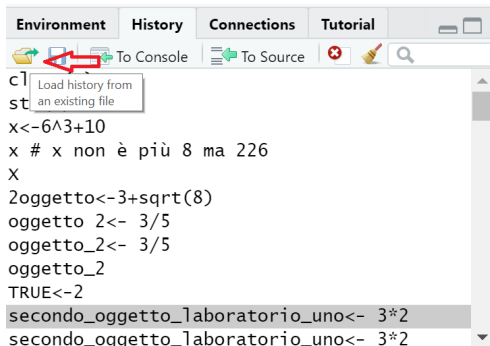 Environment History Connections Tutorial
To Console To Source
cl
Load history from
an existing file
st
x<-6^3+10
x # x non è più 8 ma 226
X
2oggetto<-3+sqrt(8)
oggetto 2<- 3/5
oggetto_2<- 3/5
oggetto_2
TRUE<-2
secondo_oggetto_laboratorio_uno<- 3*2
secondo_oggetto_laboratorio_uno<- 3*2